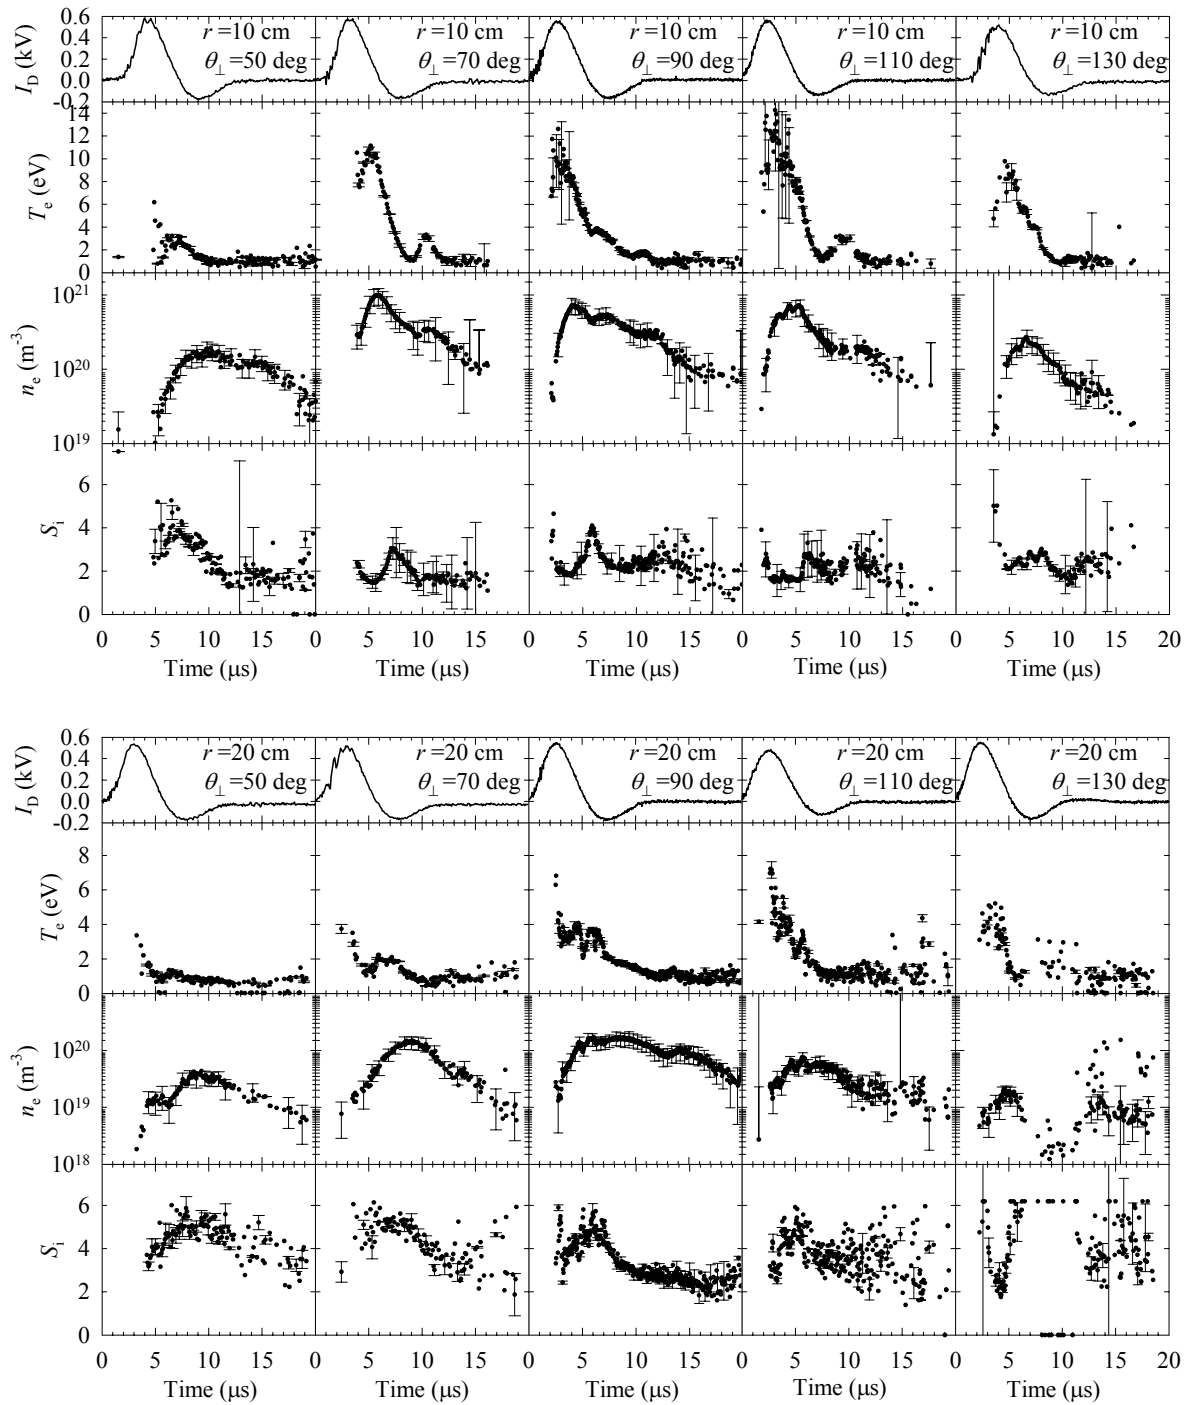 0.6
0.4
0.2
0.0
-0.2
I_D (kV)
r =10 cm
θ⊥=50 deg
r =10 cm
θ⊥=70 deg
r =10 cm
θ⊥=90 deg
r =10 cm
θ⊥=110 deg
r =10 cm
θ⊥=130 deg
14
12
10
8
6
4
2
0
T_e (eV)
10^21
10^20
10^19
n_e (m^-3)
6
4
2
0
S_i
0 5 10 15 0 5 10 15 0 5 10 15 0 5 10 15 0 5 10 15 20
Time (μs) Time (μs) Time (μs) Time (μs) Time (μs)
0.6
0.4
0.2
0.0
-0.2
I_D (kV)
r =20 cm
θ⊥=50 deg
r =20 cm
θ⊥=70 deg
r =20 cm
θ⊥=90 deg
r =20 cm
θ⊥=110 deg
r =20 cm
θ⊥=130 deg
8
6
4
2
0
T_e (eV)
10^20
10^19
10^18
n_e (m^-3)
6
4
2
0
S_i
0 5 10 15 0 5 10 15 0 5 10 15 0 5 10 15 0 5 10 15 20
Time (μs) Time (μs) Time (μs) Time (μs) Time (μs)